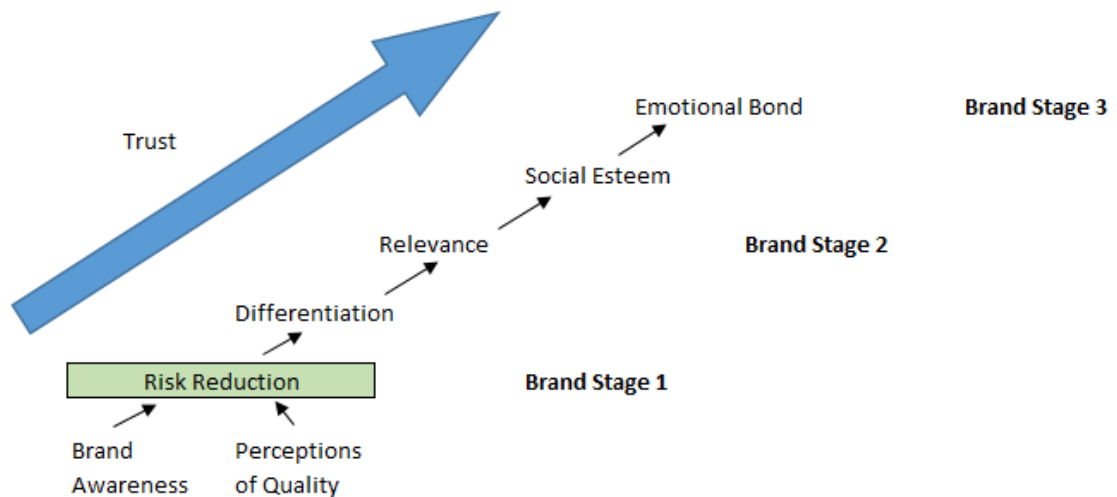 Emotional Bond
Brand Stage 3
Trust
Social Esteem
Relevance
Brand Stage 2
Differentiation
Risk Reduction
Brand Stage 1
Brand
Awareness
Perceptions
of Quality